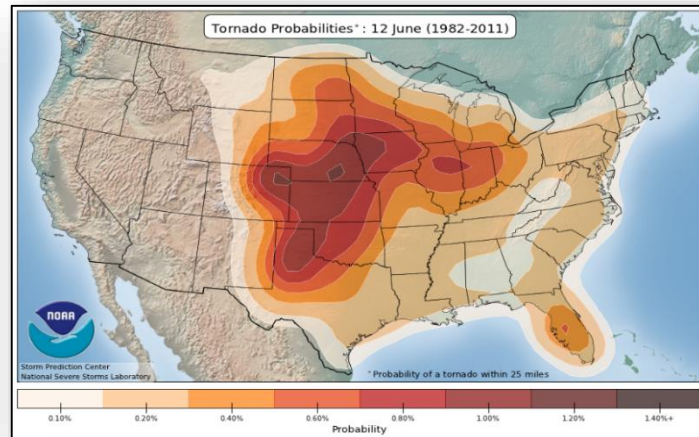 Tornado Probabilities*: 12 June (1982-2011)
NOAA
Storm Prediction Center
National Severe Storms Laboratory
*Probability of a tornado within 25 miles
0.10% 0.20% 0.40% 0.60% 0.80% 1.00% 1.20% 1.40%+
Probability